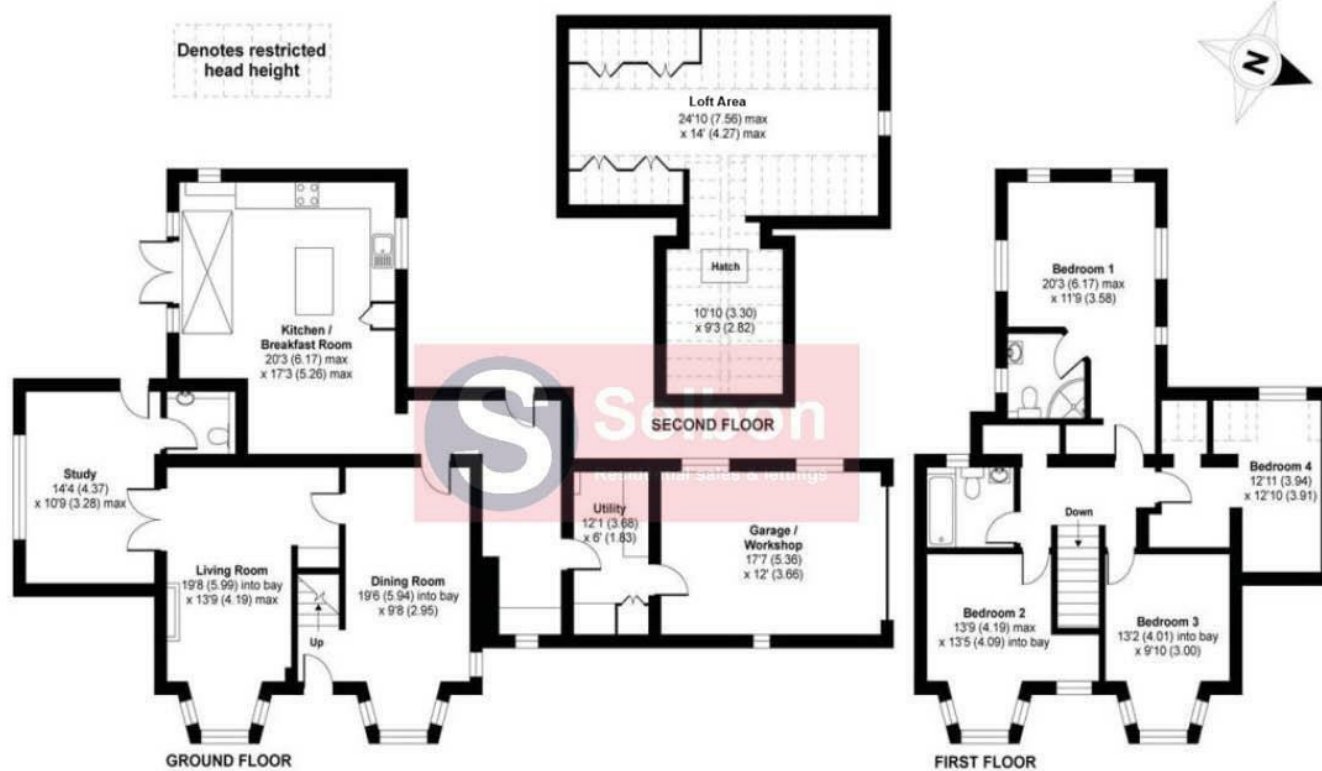 Denotes restricted
head height
N
Loft Area
24'10 (7.56) max
x 14' (4.27) max
Hatch
10'10 (3.30)
x 9'3 (2.82)
SECOND FLOOR
Kitchen /
Breakfast Room
20'3 (6.17) max
x 17'3 (5.26) max
Study
14'4 (4.37)
x 10'9 (3.28) max
Living Room
19'8 (5.99) into bay
x 13'9 (4.19) max
Up
Dining Room
19'6 (5.94) into bay
x 9'8 (2.95)
Utility
12'1 (3.68)
x 6' (1.83)
Garage /
Workshop
17'7 (5.36)
x 12' (3.66)
GROUND FLOOR
Bedroom 1
20'3 (6.17) max
x 11'9 (3.58)
Bedroom 4
12'11 (3.94)
x 12'10 (3.91)
Down
Bedroom 2
13'9 (4.19) max
x 13'5 (4.09) into bay
Bedroom 3
13'2 (4.01) into bay
x 9'10 (3.00)
FIRST FLOOR
S
Selbon
Residential sales & lettings